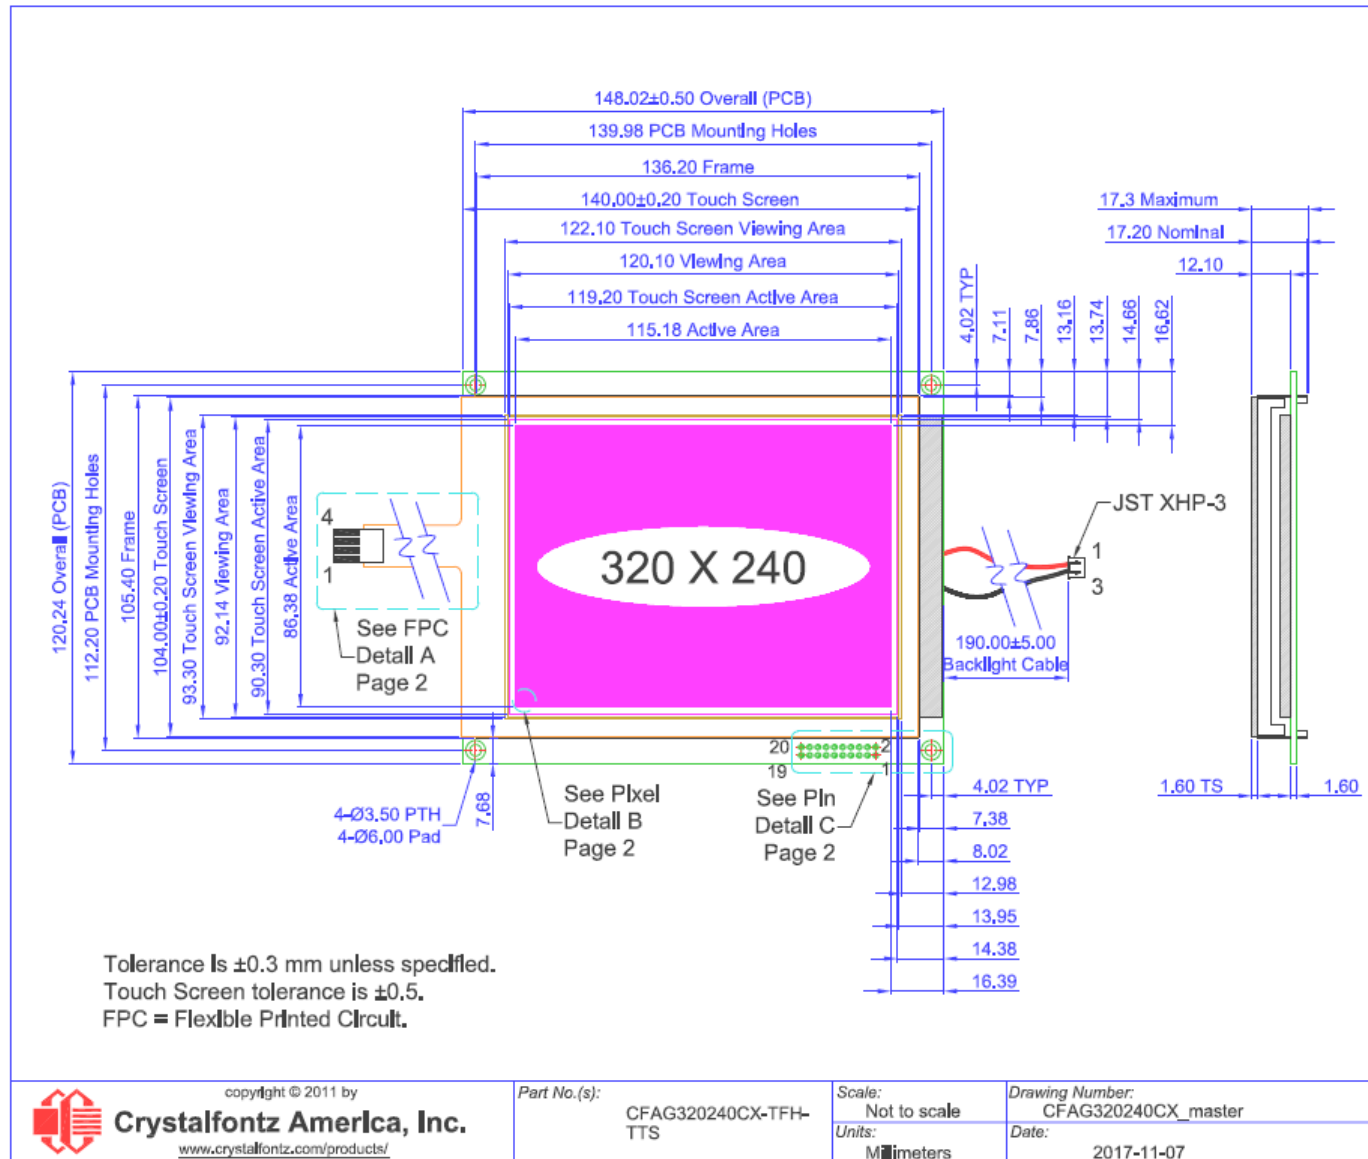 148.02±0.50 Overall (PCB)
139.98 PCB Mounting Holes
136.20 Frame
140.00±0.20 Touch Screen
122.10 Touch Screen Viewing Area
120.10 Viewing Area
119.20 Touch Screen Active Area
115.18 Active Area
17.3 Maximum
17.20 Nominal
12.10
4.02 TYP
7.11
7.86
13.16
13.74
14.66
16.62
120.24 Overall (PCB)
112.20 PCB Mounting Holes
105.40 Frame
104.00±0.20 Touch Screen
93.30 Touch Screen Viewing Area
92.14 Viewing Area
90.30 Touch Screen Active Area
86.38 Active Area
4
1
See FPC
Detail A
Page 2
320 X 240
JST XHP-3
1
3
190.00±5.00
Backlight Cable
20
2
19
1
4-Ø3.50 PTH
4-Ø6.00 Pad
7.68
See Pixel
Detail B
Page 2
See Pin
Detail C
Page 2
4.02 TYP
7.38
8.02
12.98
13.95
14.38
16.39
1.60 TS
1.60
Tolerance is ±0.3 mm unless specified.
Touch Screen tolerance is ±0.5.
FPC = Flexible Printed Circuit.
copyright © 2011 by
Crystalfontz America, Inc.
www.crystalfontz.com/products/
Part No.(s):
CFAG320240CX-TFH-
TTS
Scale:
Not to scale
Units:
Millimeters
Drawing Number:
CFAG320240CX_master
Date:
2017-11-07